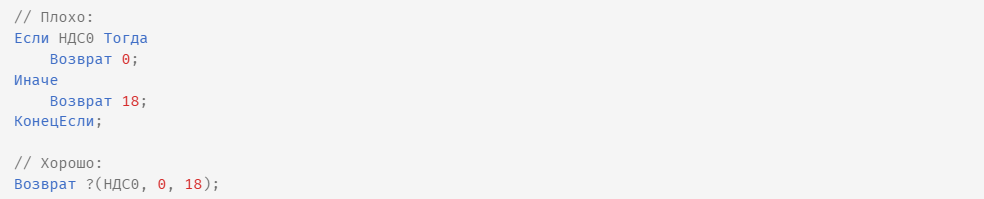 // Плохо:
Если НДС0 Тогда
    Возврат 0;
Иначе
    Возврат 18;
КонецЕсли;

// Хорошо:
Возврат ?(НДС0, 0, 18);